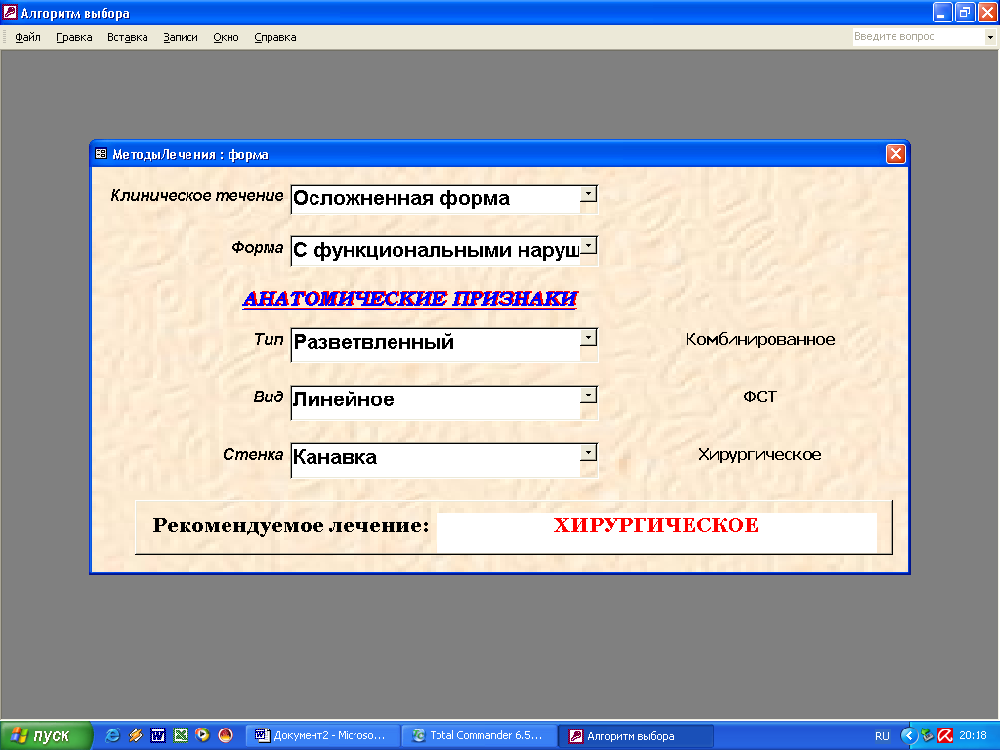 Алгоритм выбора
Файл Правка Вставка Записи Окно Справка Введите вопрос
МетодыЛечения : форма
Клиническое течение Осложненная форма
Форма С функциональными наруш
АНАТОМИЧЕСКИЕ ПРИЗНАКИ
Тип Разветвленный Комбинированное
Вид Линейное ФСТ
Стенка Канавка Хирургическое
Рекомендуемое лечение: ХИРУРГИЧЕСКОЕ
пуск Документ2 - Microso... Total Commander 6.5... Алгоритм выбора RU 20:18